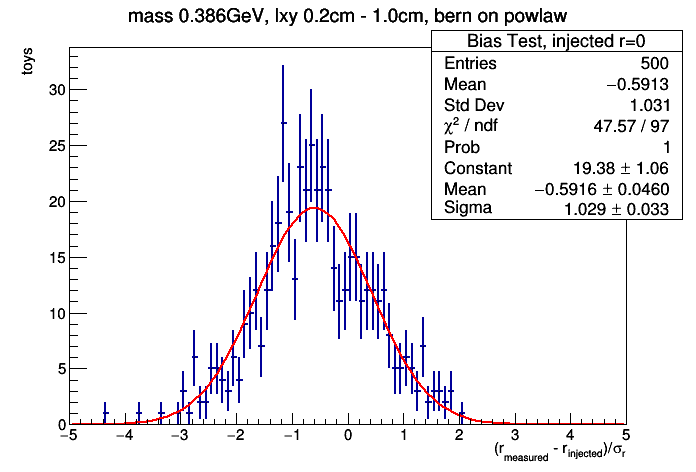 mass 0.386GeV, lxy 0.2cm - 1.0cm, bern on powlaw
toys
Bias Test, injected r=0
Entries 500
Mean −0.5913
Std Dev 1.031
χ² / ndf 47.57 / 97
Prob 1
Constant 19.38 ± 1.06
Mean −0.5916 ± 0.0460
Sigma 1.029 ± 0.033
30
25
20
15
10
5
0
−5 −4 −3 −2 −1 0 1 2 3 4 5
(r_measured - r_injected)/σ_r